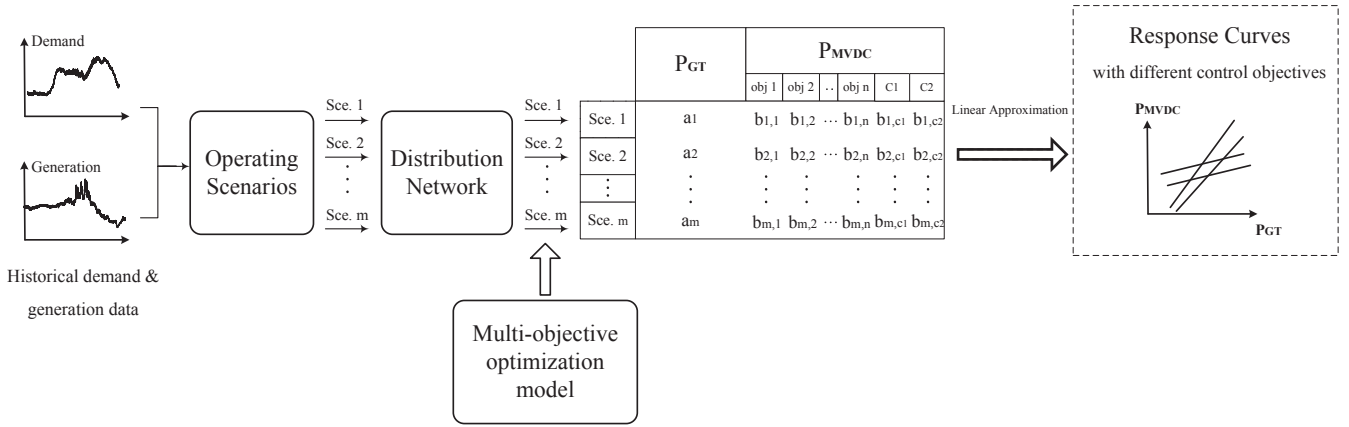 Demand
Generation
Historical demand &
generation data
Operating
Scenarios
Sce. 1
Sce. 2
Sce. m
Distribution
Network
Sce. 1
Sce. 2
Sce. m
Multi-objective
optimization
model
PGT PMVDC
obj 1 obj 2 ·· obj n C1 C2
Sce. 1 a1 b1,1 b1,2 ··· b1,n b1,c1 b1,c2
Sce. 2 a2 b2,1 b2,2 ··· b2,n b2,c1 b2,c2
Sce. m am bm,1 bm,2 ··· bm,n bm,c1 bm,c2
Linear Approximation
Response Curves
with different control objectives
PMVDC
PGT